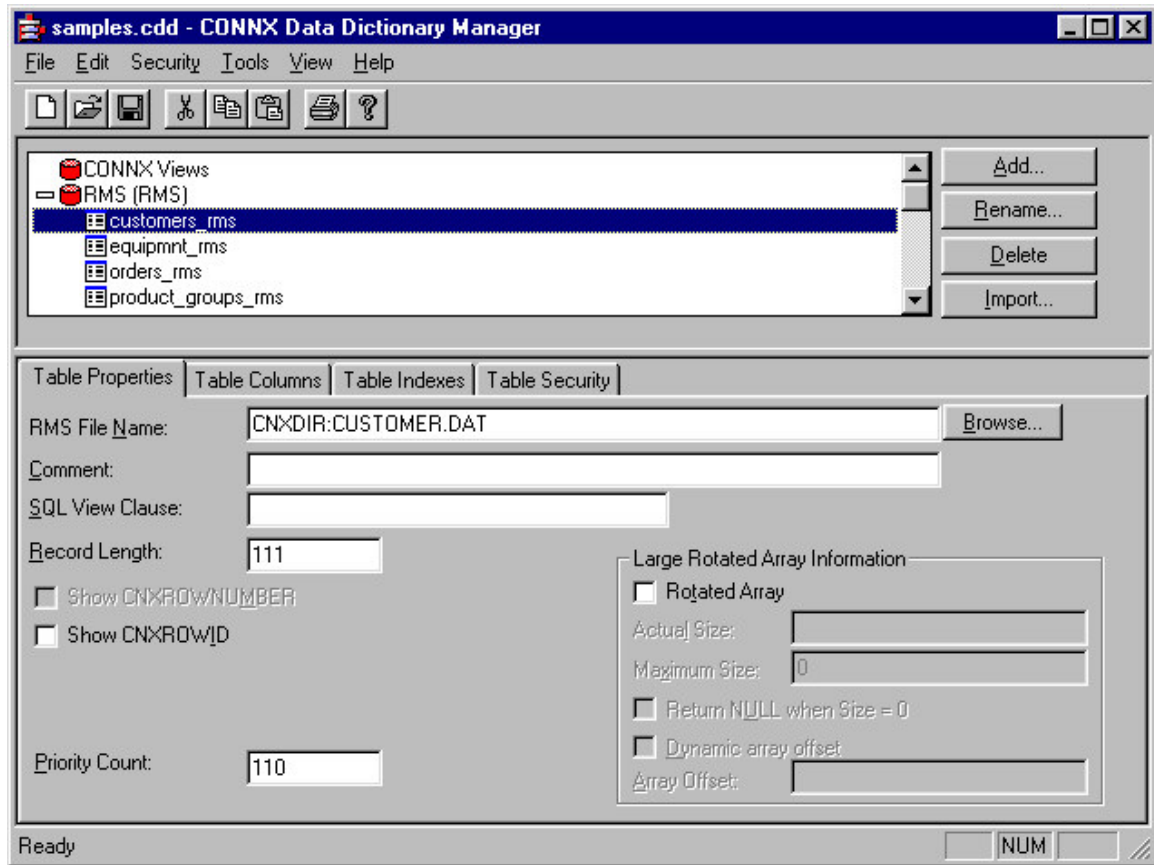 samples.cdd - CONNX Data Dictionary Manager
File Edit Security Tools View Help
CONNX Views
RMS (RMS)
customers_rms
equipmnt_rms
orders_rms
product_groups_rms
Add...
Rename...
Delete
Import...
Table Properties Table Columns Table Indexes Table Security
RMS File Name: CNXDIR:CUSTOMER.DAT Browse...
Comment:
SQL View Clause:
Record Length: 111
Show CNXROWNUMBER
Show CNXROWID
Priority Count: 110
Large Rotated Array Information
Rotated Array
Actual Size:
Maximum Size: 0
Return NULL when Size = 0
Dynamic array offset
Array Offset:
Ready NUM